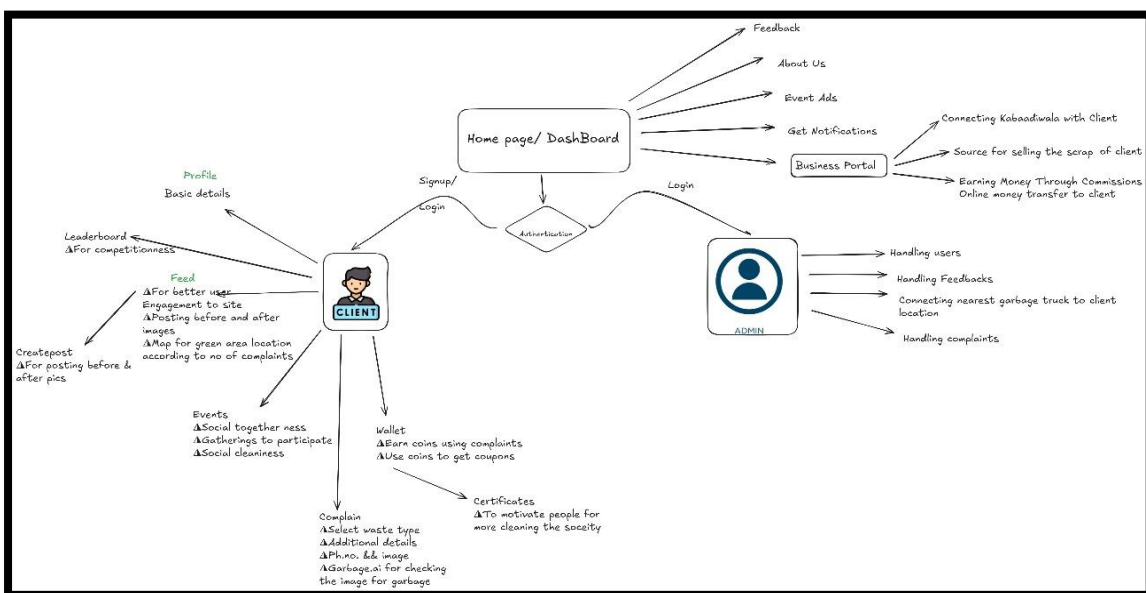 Feedback
About Us
Event Ads
Home page/ DashBoard
Get Notifications
Business Portal
Connecting Kabaadiwala with Client
Source for selling the scrap of client
Earning Money Through Commissions
Online money transfer to client
Signup/
Login
Login
Authentication
Profile
Basic details
Leaderboard
⚠For competitionness
Feed
⚠For better user
Engagement to site
⚠Posting before and after
images
⚠Map for green area location
according to no of complaints
Createpost
⚠For posting before &
after pics
CLIENT
ADMIN
Handling users
Handling Feedbacks
Connecting nearest garbage truck to client
location
Handling complaints
Events
⚠Social together ness
⚠Gatherings to participate
⚠Social cleaniness
Wallet
⚠Earn coins using complaints
⚠Use coins to get coupons
Certificates
⚠To motivate people for
more cleaning the soceity
Complain
⚠Select waste type
⚠Additional details
⚠Ph.no. && image
⚠Garbage.ai for checking
the image for garbage